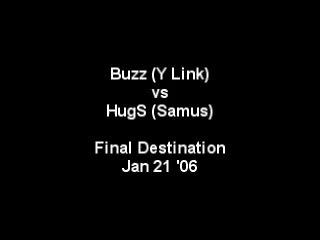 Buzz (Y Link)
vs
HugS (Samus)
Final Destination
Jan 21 '06